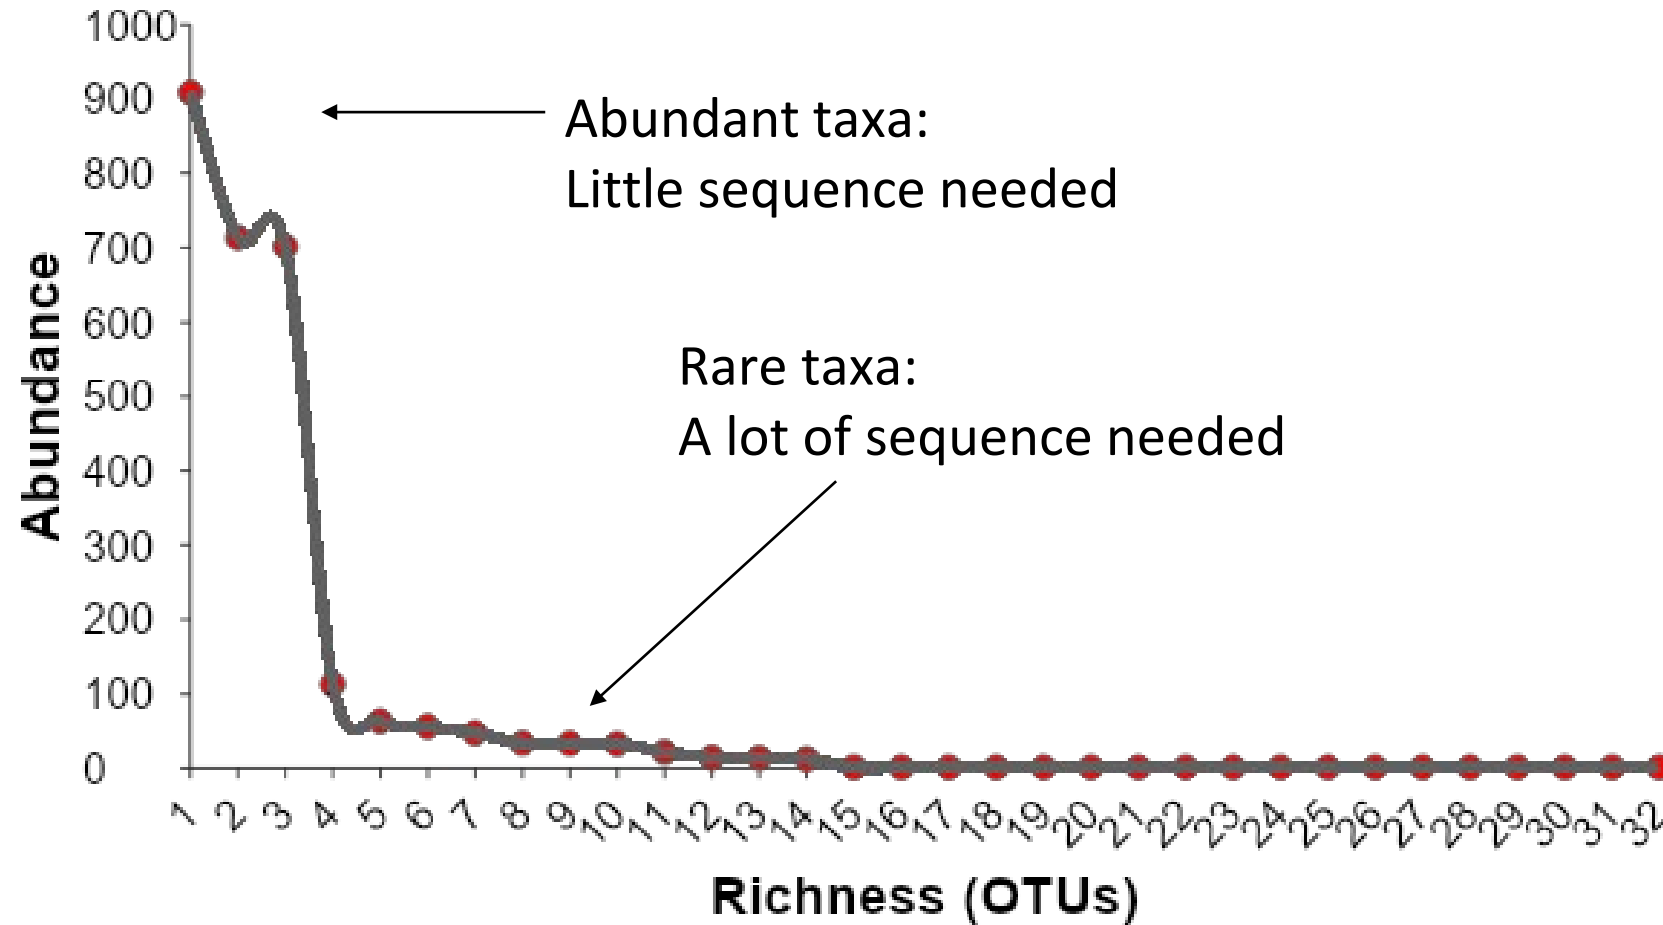 1000
900
800
700
600
500
400
300
200
100
0
Abundance
Abundant taxa:
Little sequence needed
Rare taxa:
A lot of sequence needed
1 2 3 4 5 6 7 8 9 10 11 12 13 14 15 16 17 18 19 20 21 22 23 24 25 26 27 28 29 30 31 32
Richness (OTUs)